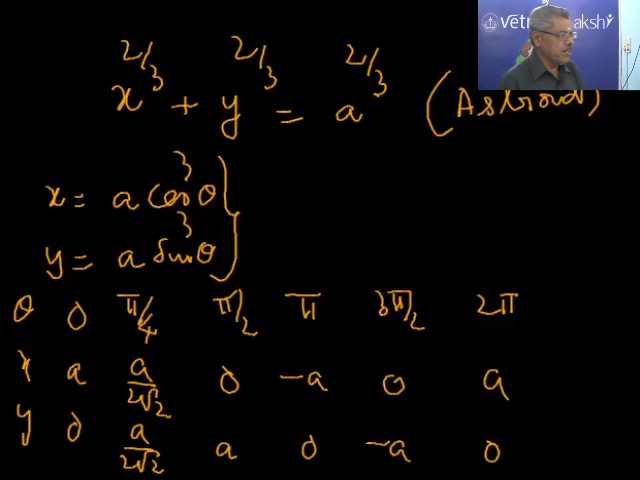 x^{2/3} + y^{2/3} = a^{2/3} (Astroid)
x = a cos³θ
y = a sin³θ
θ 0 π/4 π/2 π 3π/2 2π
x a a/2√2 0 -a 0 a
y 0 a/2√2 a 0 -a 0